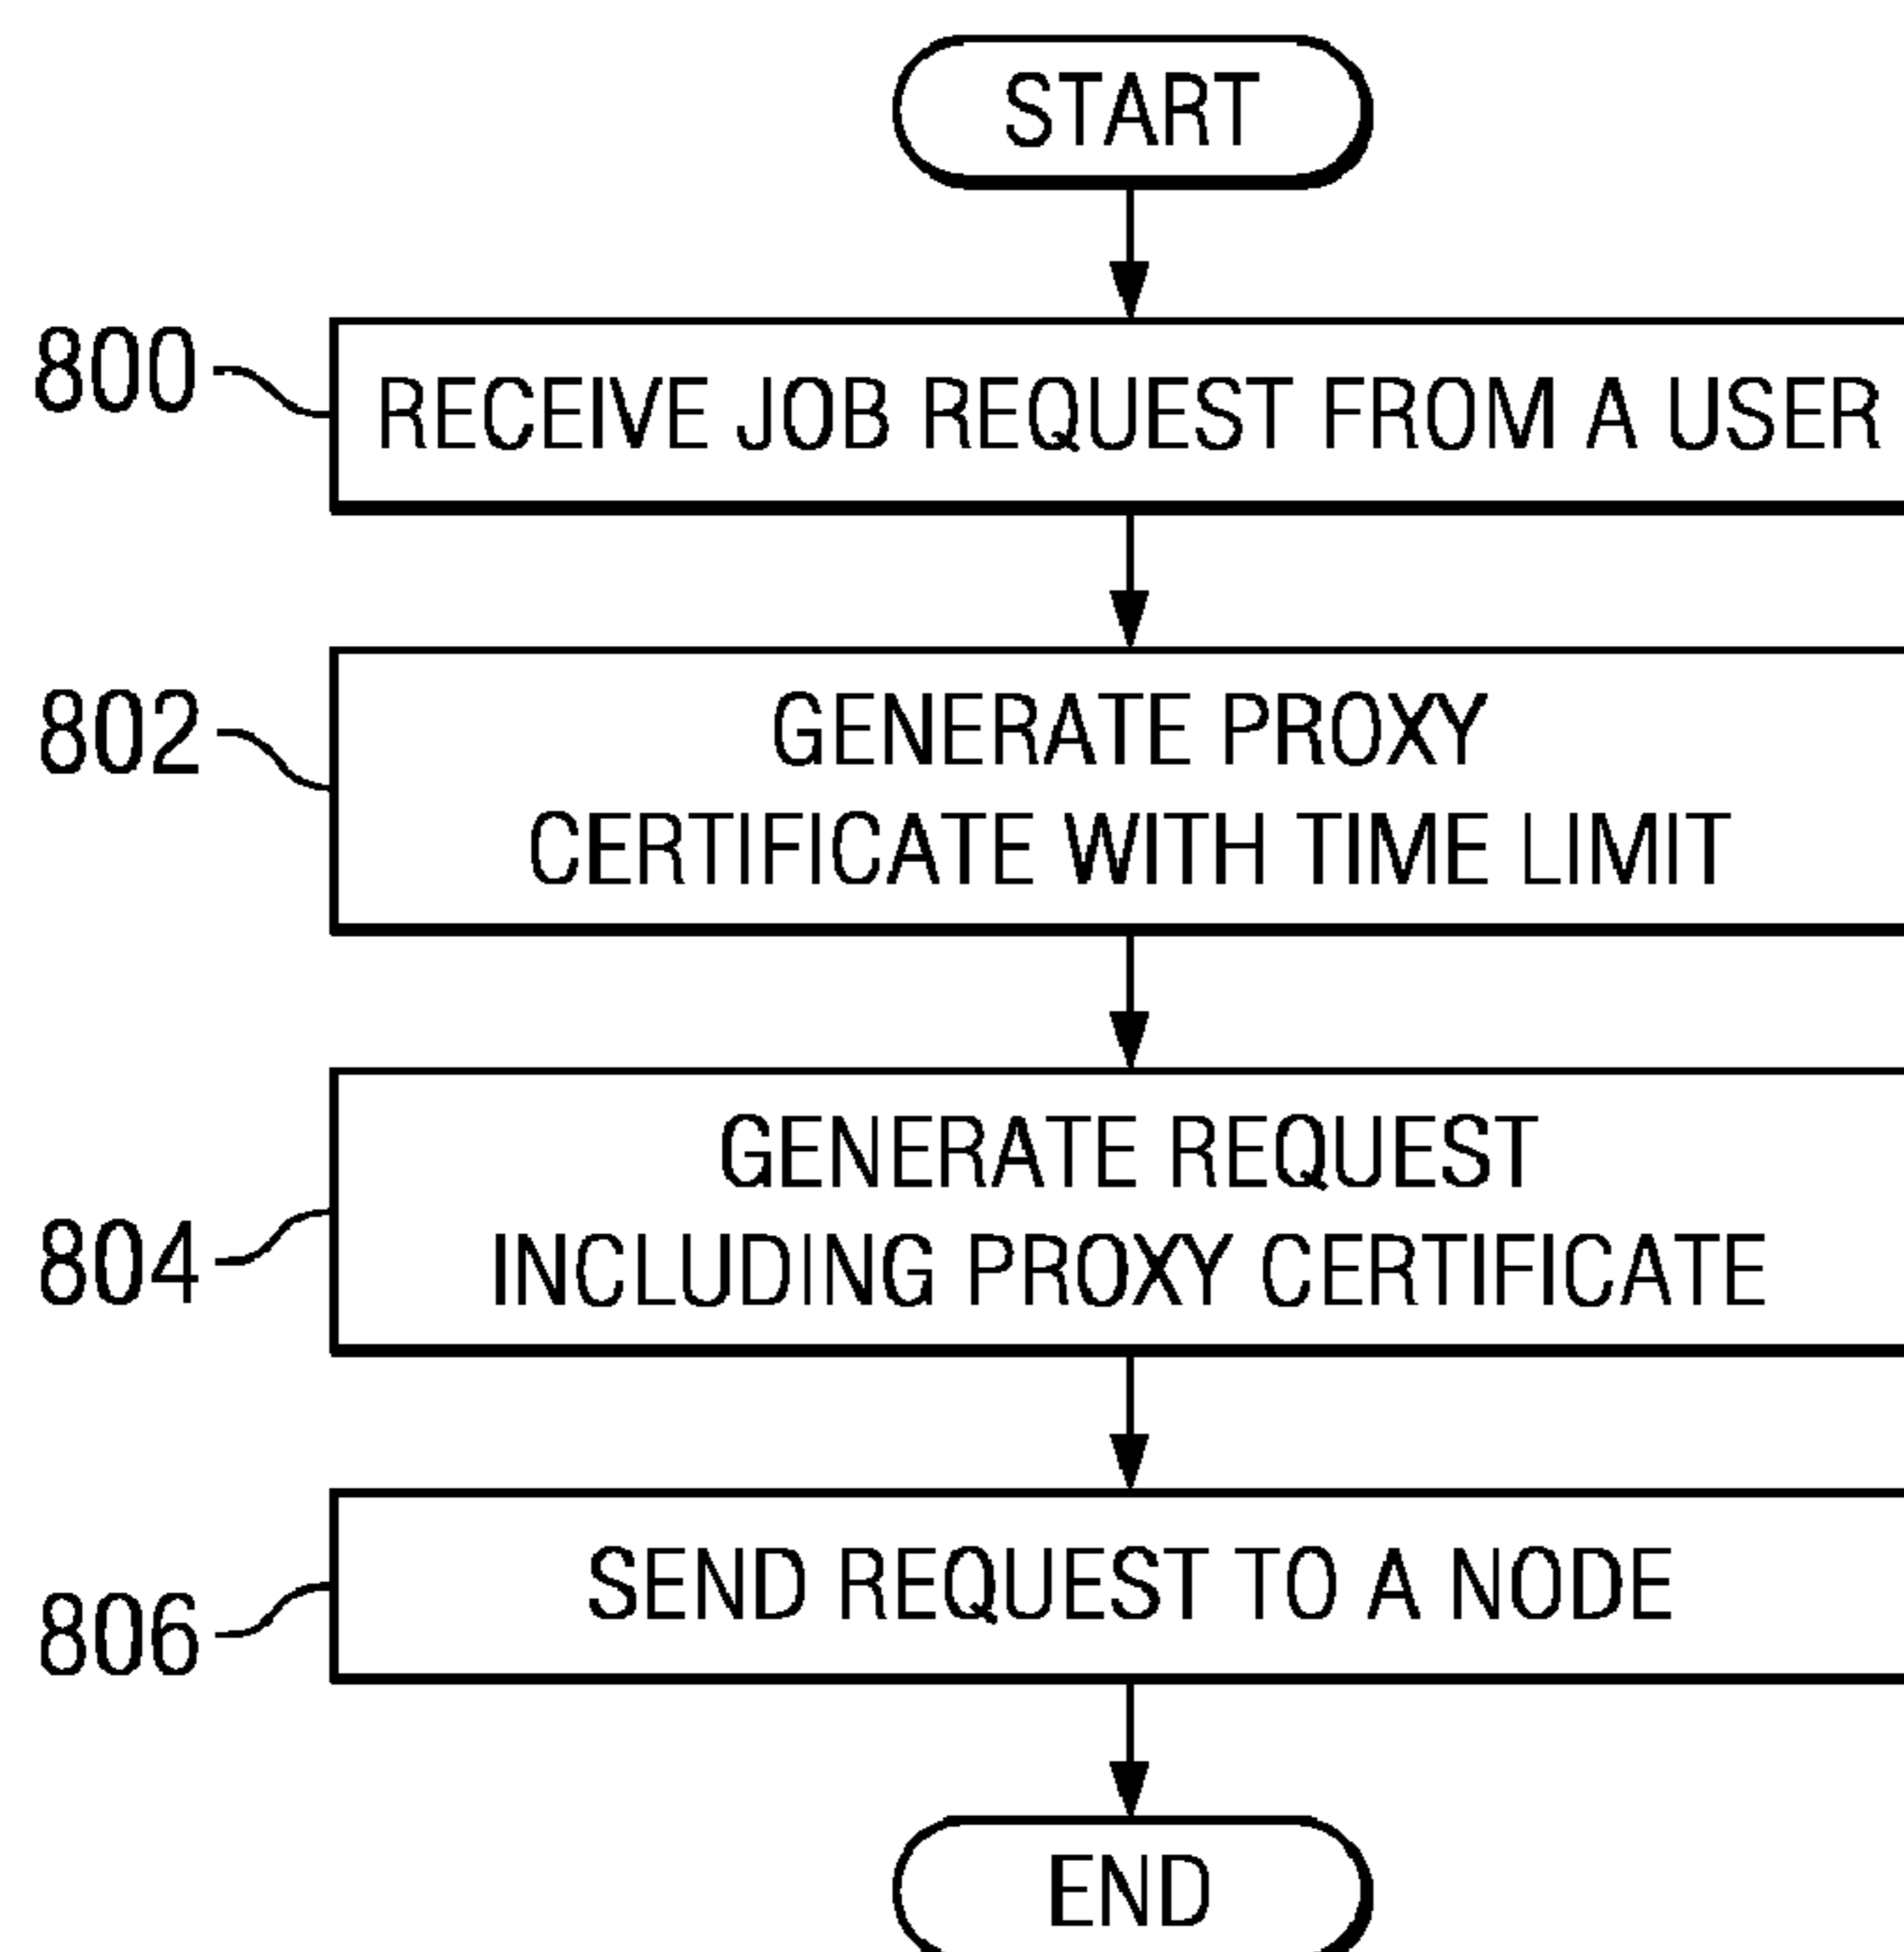 START
800
RECEIVE JOB REQUEST FROM A USER
802
GENERATE PROXY
CERTIFICATE WITH TIME LIMIT
804
GENERATE REQUEST
INCLUDING PROXY CERTIFICATE
806
SEND REQUEST TO A NODE
END